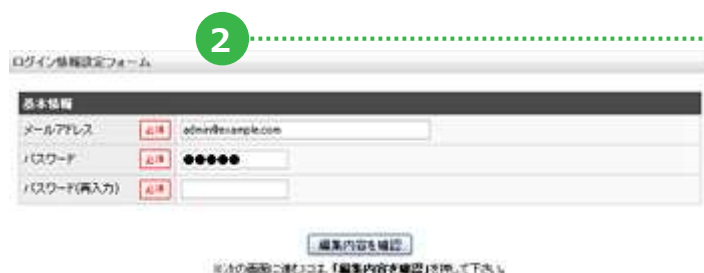 2
ログイン情報設定フォーム
基本情報
メールアドレス 必須 admin@example.com
パスワード 必須 ●●●●●
パスワード(再入力) 必須
編集内容を確認
※次の画面に進むには、「編集内容を確認」を押して下さい。